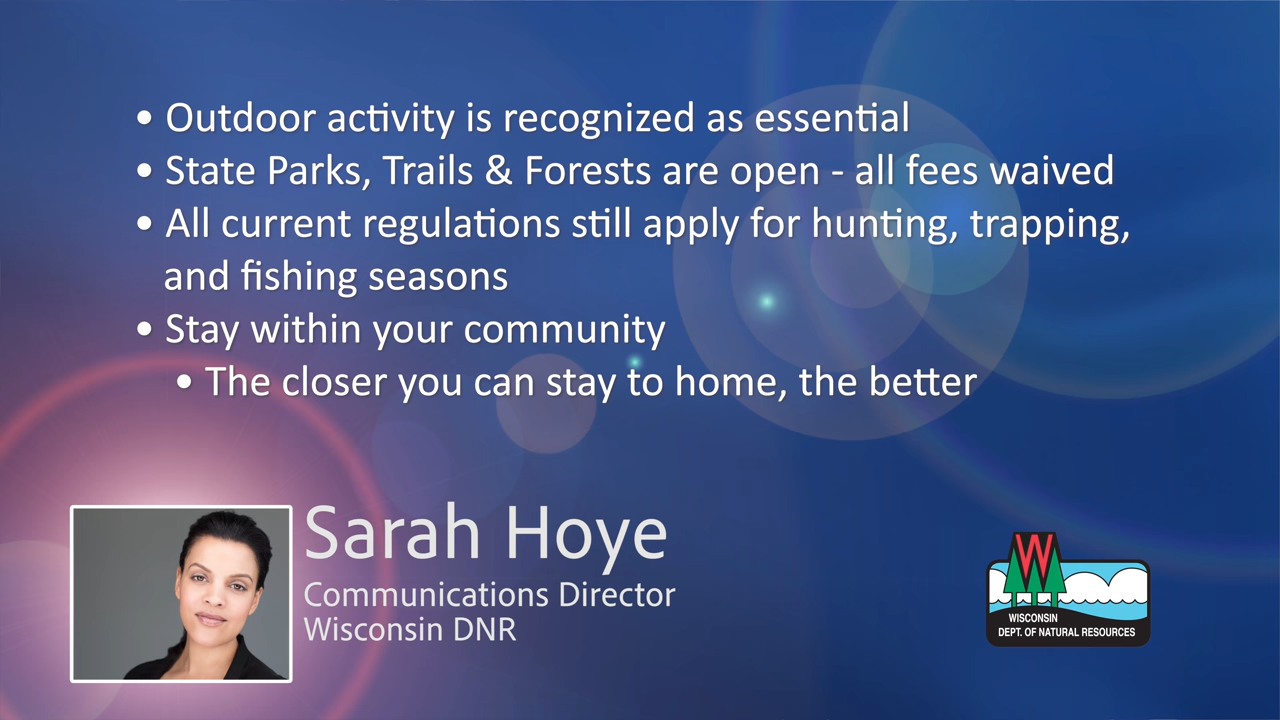 • Outdoor activity is recognized as essential
• State Parks, Trails & Forests are open - all fees waived
• All current regulations still apply for hunting, trapping,
and fishing seasons
• Stay within your community
• The closer you can stay to home, the better
Sarah Hoye
Communications Director
Wisconsin DNR
W
WISCONSIN
DEPT. OF NATURAL RESOURCES